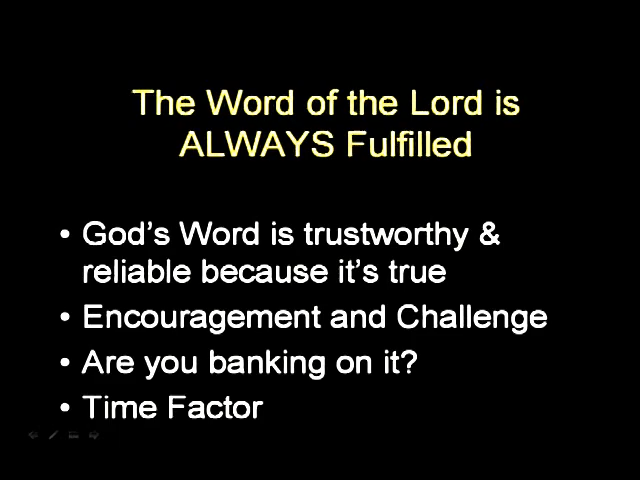 The Word of the Lord is
ALWAYS Fulfilled
• God's Word is trustworthy &
reliable because it's true
• Encouragement and Challenge
• Are you banking on it?
• Time Factor